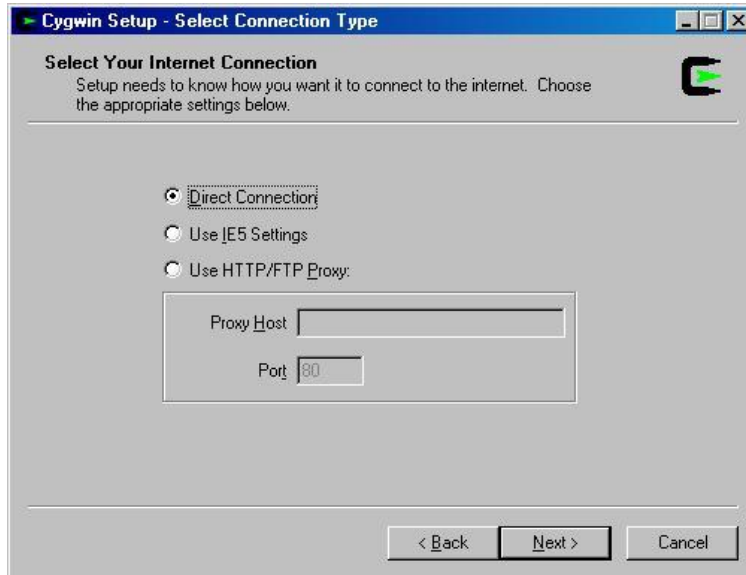 Cygwin Setup - Select Connection Type
Select Your Internet Connection
Setup needs to know how you want it to connect to the internet. Choose
the appropriate settings below.
Direct Connection
Use IE5 Settings
Use HTTP/FTP Proxy:
Proxy Host
Port 80
< Back Next > Cancel